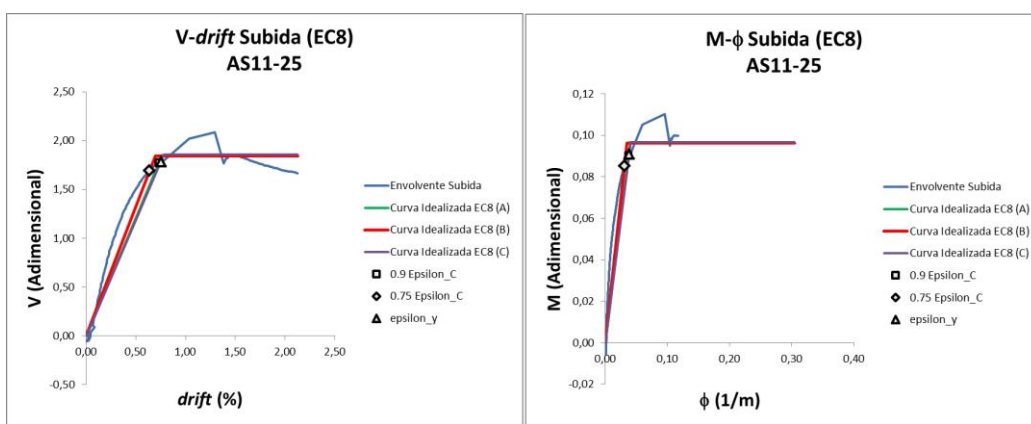 V-drift Subida (EC8)
AS11-25
2,50
2,00
1,50
1,00
0,50
0,00
-0,50
0,00 0,50 1,00 1,50 2,00 2,50
V (Adimensional)
drift (%)
Envolvente Subida
Curva Idealizada EC8 (A)
Curva Idealizada EC8 (B)
Curva Idealizada EC8 (C)
0.9 Epsilon_C
0.75 Epsilon_C
epsilon_y
M-ϕ Subida (EC8)
AS11-25
0,12
0,10
0,08
0,06
0,04
0,02
0,00
-0,02
0,00 0,10 0,20 0,30 0,40
M (Adimensional)
ϕ (1/m)
Envolvente Subida
Curva Idealizada EC8 (A)
Curva Idealizada EC8 (B)
Curva Idealizada EC8 (C)
0.9 Epsilon_C
0.75 Epsilon_C
epsilon_y